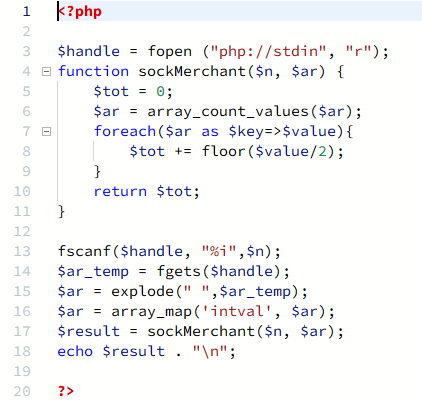 1 <?php
2
3 $handle = fopen ("php://stdin", "r");
4 function sockMerchant($n, $ar) {
5     $tot = 0;
6     $ar = array_count_values($ar);
7     foreach($ar as $key=>$value){
8         $tot += floor($value/2);
9     }
10     return $tot;
11 }
12
13 fscanf($handle, "%i",$n);
14 $ar_temp = fgets($handle);
15 $ar = explode(" ",$ar_temp);
16 $ar = array_map('intval', $ar);
17 $result = sockMerchant($n, $ar);
18 echo $result . "\n";
19
20 ?>